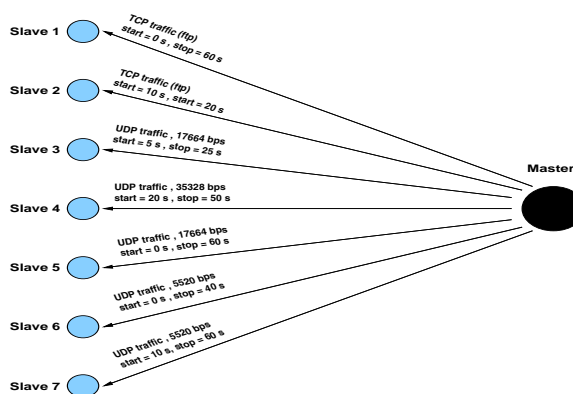 Slave 1
TCP traffic (ftp)
start = 0 s , stop = 60 s
Slave 2
TCP traffic (ftp)
start = 10 s , start = 20 s
Slave 3
UDP traffic , 17664 bps
start = 5 s , stop = 25 s
Master
Slave 4
UDP traffic , 35328 bps
start = 20 s , stop = 50 s
Slave 5
UDP traffic , 17664 bps
start = 0 s , stop = 60 s
Slave 6
UDP traffic , 5520 bps
start = 0 s , stop = 40 s
Slave 7
UDP traffic , 5520 bps
start = 10 s, stop = 60 s